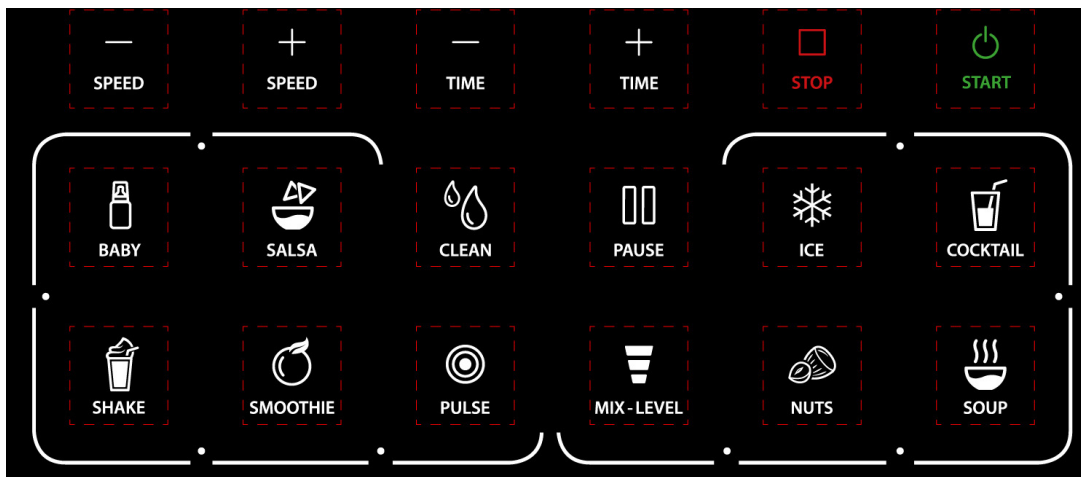 SPEED SPEED TIME TIME STOP START
BABY SALSA CLEAN PAUSE ICE COCKTAIL
SHAKE SMOOTHIE PULSE MIX - LEVEL NUTS SOUP